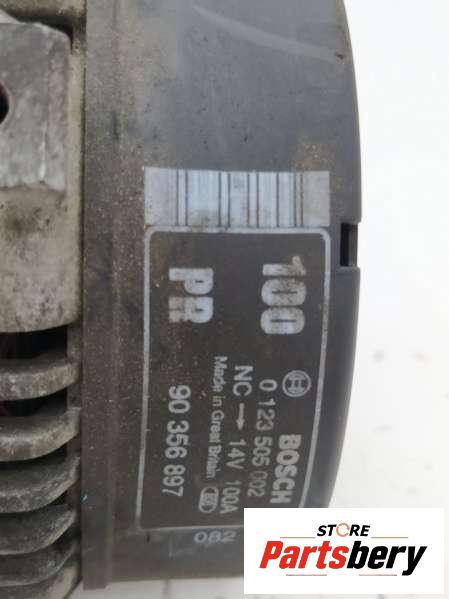 100
PR
BOSCH
0 123 505 002
NC → 14V 100A
Made in Great Britain
90 356 897
082
STORE
Partsbery